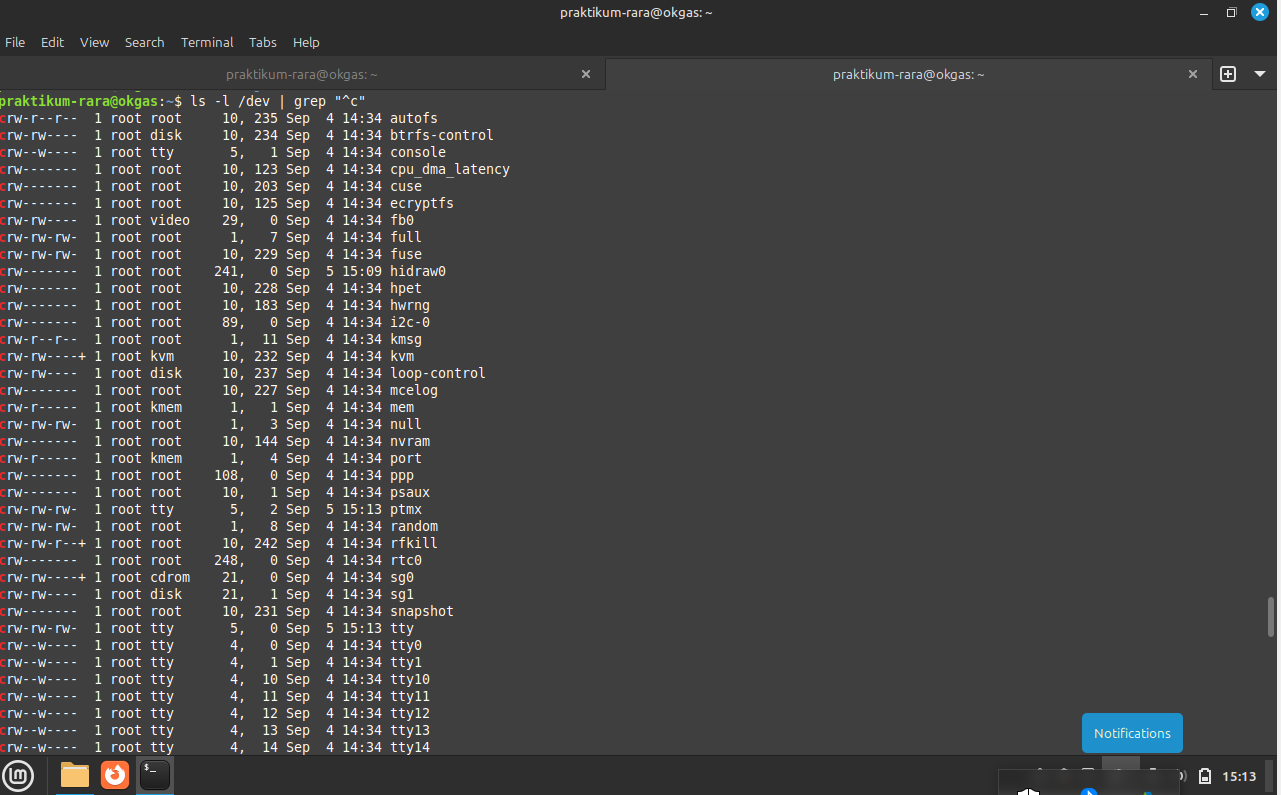 praktikum-rara@okgas: ~
File Edit View Search Terminal Tabs Help
praktikum-rara@okgas: ~ praktikum-rara@okgas: ~
praktikum-rara@okgas:~$ ls -l /dev | grep "^c"
crw-r--r--  1 root root     10, 235 Sep  4 14:34 autofs
crw-rw----  1 root disk     10, 234 Sep  4 14:34 btrfs-control
crw--w----  1 root tty       5,   1 Sep  4 14:34 console
crw-------  1 root root     10, 123 Sep  4 14:34 cpu_dma_latency
crw-------  1 root root     10, 203 Sep  4 14:34 cuse
crw-------  1 root root     10, 125 Sep  4 14:34 ecryptfs
crw-rw----  1 root video    29,   0 Sep  4 14:34 fb0
crw-rw-rw-  1 root root      1,   7 Sep  4 14:34 full
crw-rw-rw-  1 root root     10, 229 Sep  4 14:34 fuse
crw-------  1 root root    241,   0 Sep  5 15:09 hidraw0
crw-------  1 root root     10, 228 Sep  4 14:34 hpet
crw-------  1 root root     10, 183 Sep  4 14:34 hwrng
crw-------  1 root root     89,   0 Sep  4 14:34 i2c-0
crw-r--r--  1 root root      1,  11 Sep  4 14:34 kmsg
crw-rw----+ 1 root kvm      10, 232 Sep  4 14:34 kvm
crw-rw----  1 root disk     10, 237 Sep  4 14:34 loop-control
crw-------  1 root root     10, 227 Sep  4 14:34 mcelog
crw-r-----  1 root kmem      1,   1 Sep  4 14:34 mem
crw-rw-rw-  1 root root      1,   3 Sep  4 14:34 null
crw-------  1 root root     10, 144 Sep  4 14:34 nvram
crw-r-----  1 root kmem      1,   4 Sep  4 14:34 port
crw-------  1 root root    108,   0 Sep  4 14:34 ppp
crw-------  1 root root     10,   1 Sep  4 14:34 psaux
crw-rw-rw-  1 root tty       5,   2 Sep  5 15:13 ptmx
crw-rw-rw-  1 root root      1,   8 Sep  4 14:34 random
crw-rw-r--+ 1 root root     10, 242 Sep  4 14:34 rfkill
crw-------  1 root root    248,   0 Sep  4 14:34 rtc0
crw-rw----+ 1 root cdrom    21,   0 Sep  4 14:34 sg0
crw-rw----  1 root disk     21,   1 Sep  4 14:34 sg1
crw-------  1 root root     10, 231 Sep  4 14:34 snapshot
crw-rw-rw-  1 root tty       5,   0 Sep  5 15:13 tty
crw--w----  1 root tty       4,   0 Sep  4 14:34 tty0
crw--w----  1 root tty       4,   1 Sep  4 14:34 tty1
crw--w----  1 root tty       4,  10 Sep  4 14:34 tty10
crw--w----  1 root tty       4,  11 Sep  4 14:34 tty11
crw--w----  1 root tty       4,  12 Sep  4 14:34 tty12
crw--w----  1 root tty       4,  13 Sep  4 14:34 tty13
crw--w----  1 root tty       4,  14 Sep  4 14:34 tty14
Notifications
15:13